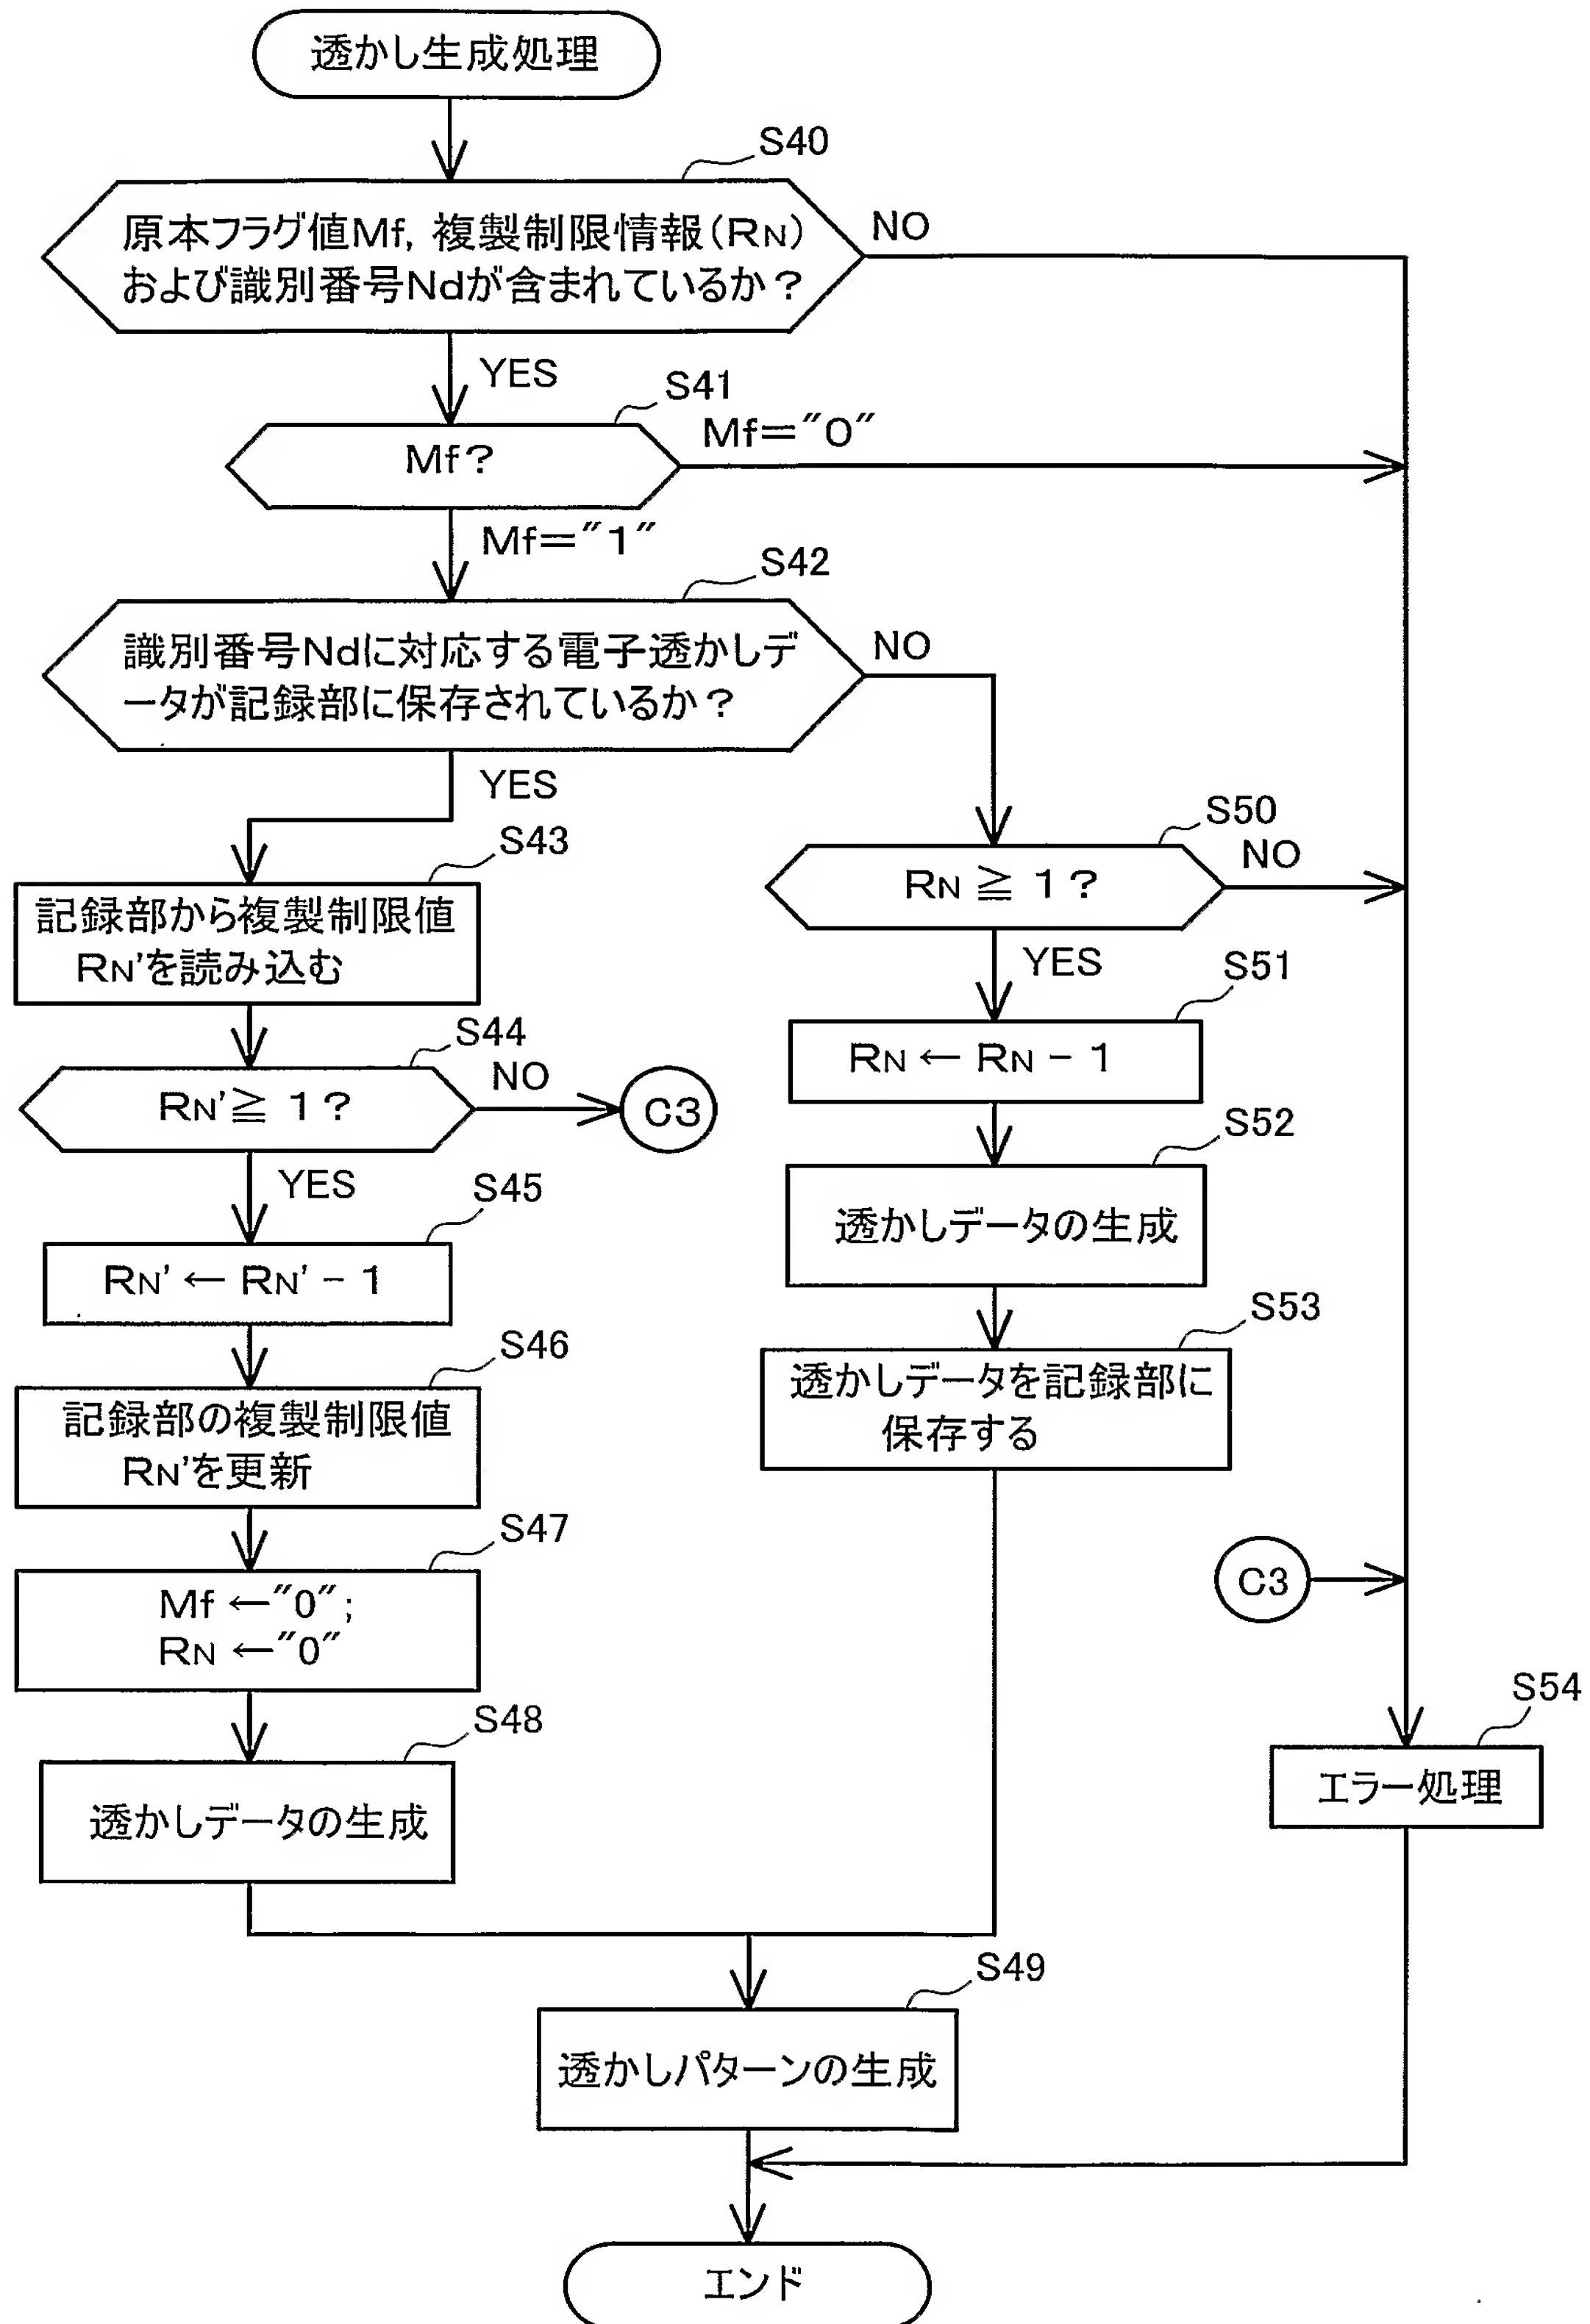 透かし生成処理
S40
原本フラグ値Mf, 複製制限情報(RN)
および識別番号Ndが含まれているか?
NO
YES
S41
Mf="0"
Mf?
Mf="1"
S42
識別番号Ndに対応する電子透かしデ
ータが記録部に保存されているか?
NO
YES
S43
記録部から複製制限値
RN'を読み込む
S50
RN ≧ 1?
NO
YES
S44
RN'≧ 1?
NO
C3
YES
S51
RN ← RN - 1
S45
RN' ← RN' - 1
S52
透かしデータの生成
S46
記録部の複製制限値
RN'を更新
S53
透かしデータを記録部に
保存する
S47
Mf ←"0";
RN ←"0"
C3
S48
透かしデータの生成
S54
エラー処理
S49
透かしパターンの生成
エンド